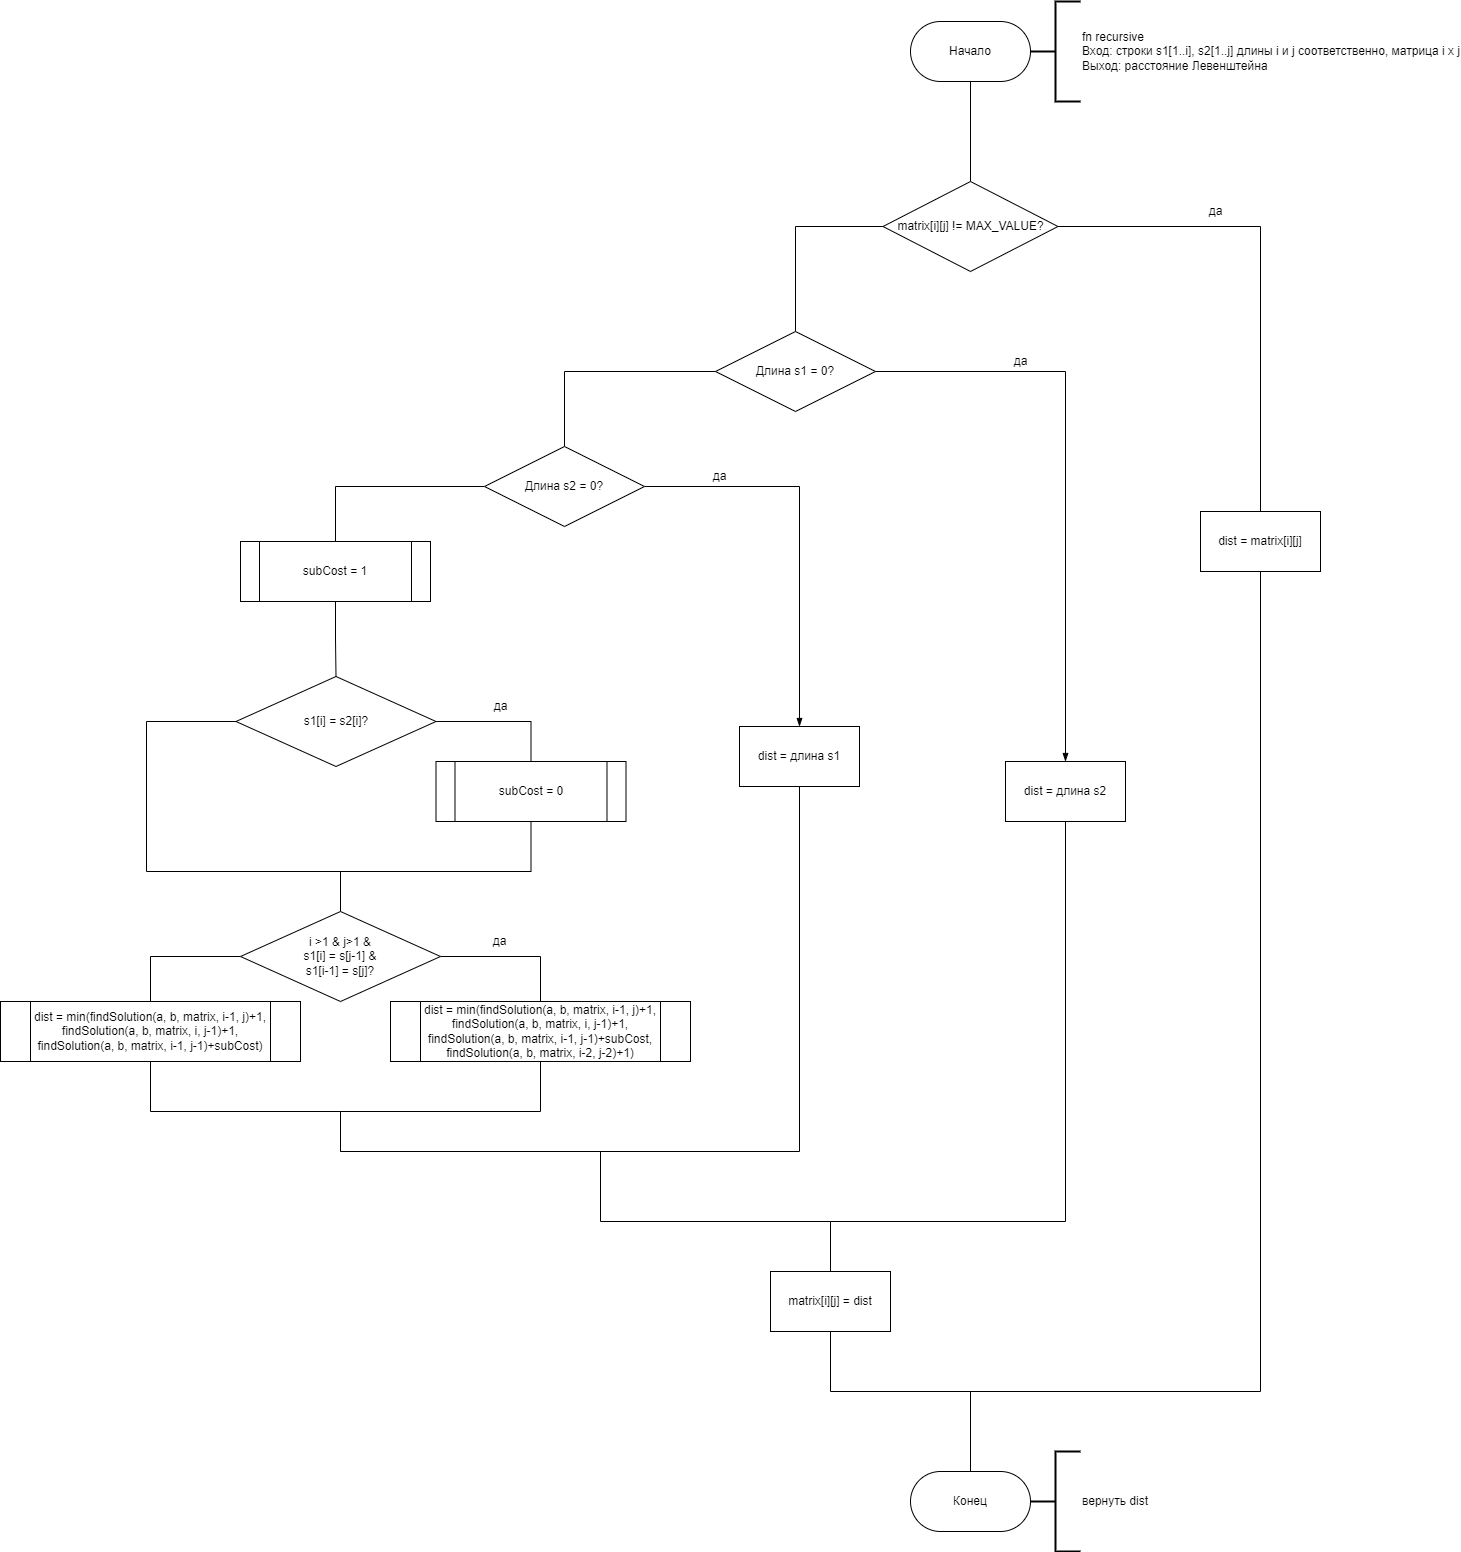 Начало
fn recursive
Вход: строки s1[1..i], s2[1..j] длины i и j соответственно, матрица i x j
Выход: расстояние Левенштейна
matrix[i][j] != MAX_VALUE?
да
Длина s1 = 0?
да
Длина s2 = 0?
да
subCost = 1
dist = matrix[i][j]
s1[i] = s2[i]?
да
subCost = 0
dist = длина s1
dist = длина s2
i >1 & j>1 &
s1[i] = s[j-1] &
s1[i-1] = s[j]?
да
dist = min(findSolution(a, b, matrix, i-1, j)+1,
findSolution(a, b, matrix, i, j-1)+1,
findSolution(a, b, matrix, i-1, j-1)+subCost)
dist = min(findSolution(a, b, matrix, i-1, j)+1,
findSolution(a, b, matrix, i, j-1)+1,
findSolution(a, b, matrix, i-1, j-1)+subCost,
findSolution(a, b, matrix, i-2, j-2)+1)
matrix[i][j] = dist
Конец
вернуть dist